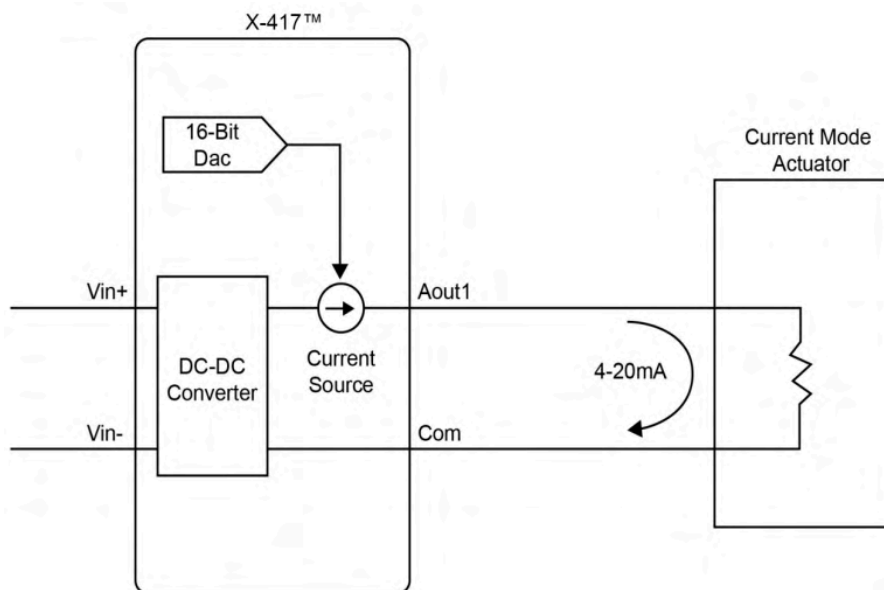 X-417™
16-Bit
Dac
Current Mode
Actuator
Vin+
Aout1
DC-DC
Converter
Current
Source
4-20mA
Vin-
Com